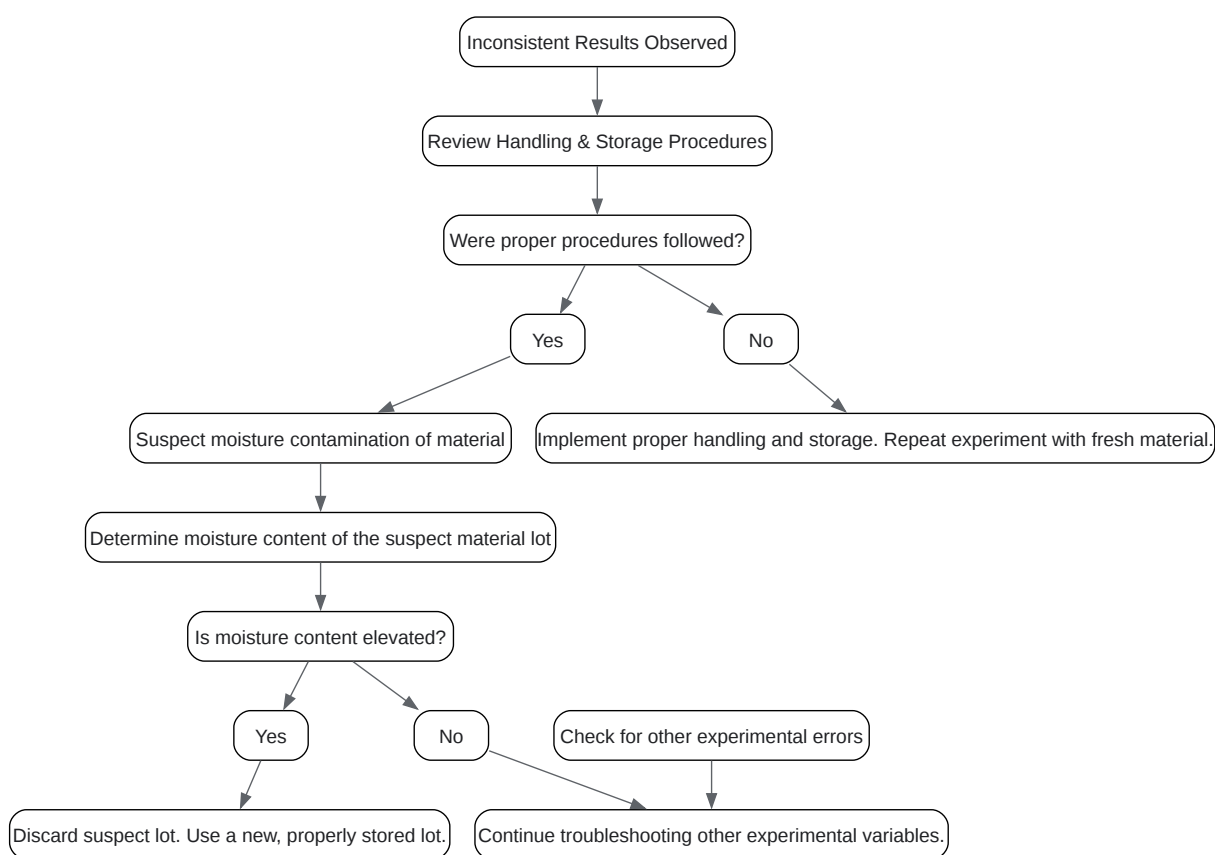 Inconsistent Results Observed
Review Handling & Storage Procedures
Were proper procedures followed?
Yes
No
Suspect moisture contamination of material
Implement proper handling and storage. Repeat experiment with fresh material.
Determine moisture content of the suspect material lot
Is moisture content elevated?
Yes
No
Check for other experimental errors
Discard suspect lot. Use a new, properly stored lot.
Continue troubleshooting other experimental variables.